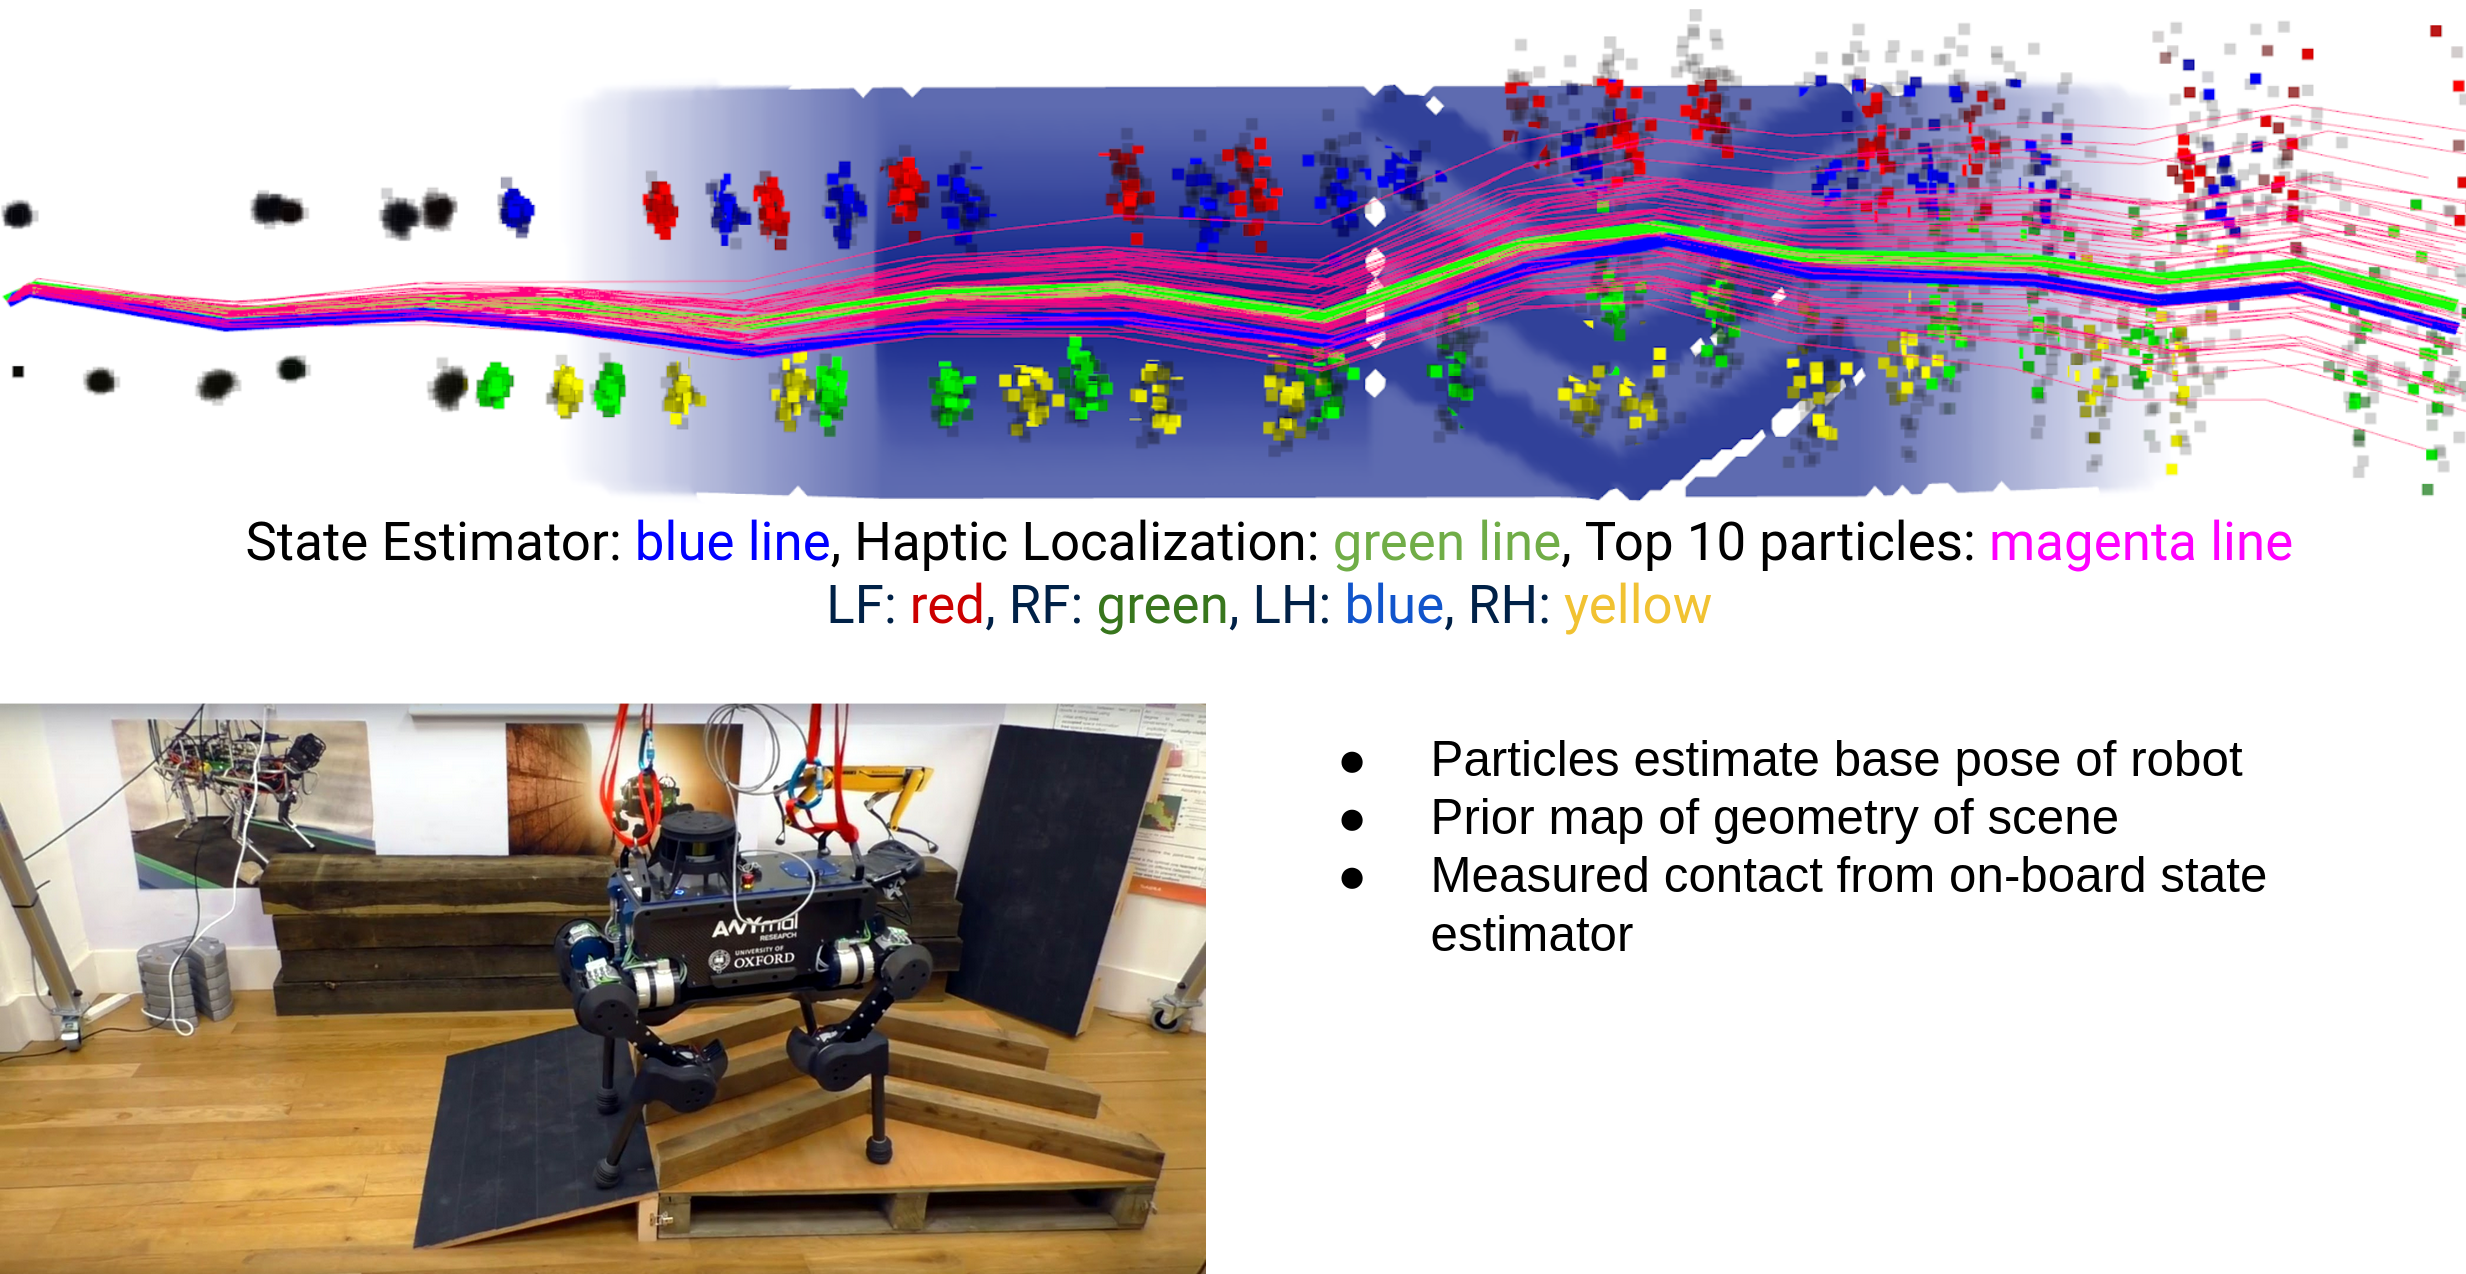 State Estimator: blue line, Haptic Localization: green line, Top 10 particles: magenta line
LF: red, RF: green, LH: blue, RH: yellow
● Particles estimate base pose of robot
● Prior map of geometry of scene
● Measured contact from on-board state
estimator
ANYmal
RESEARCH
UNIVERSITY OF
OXFORD